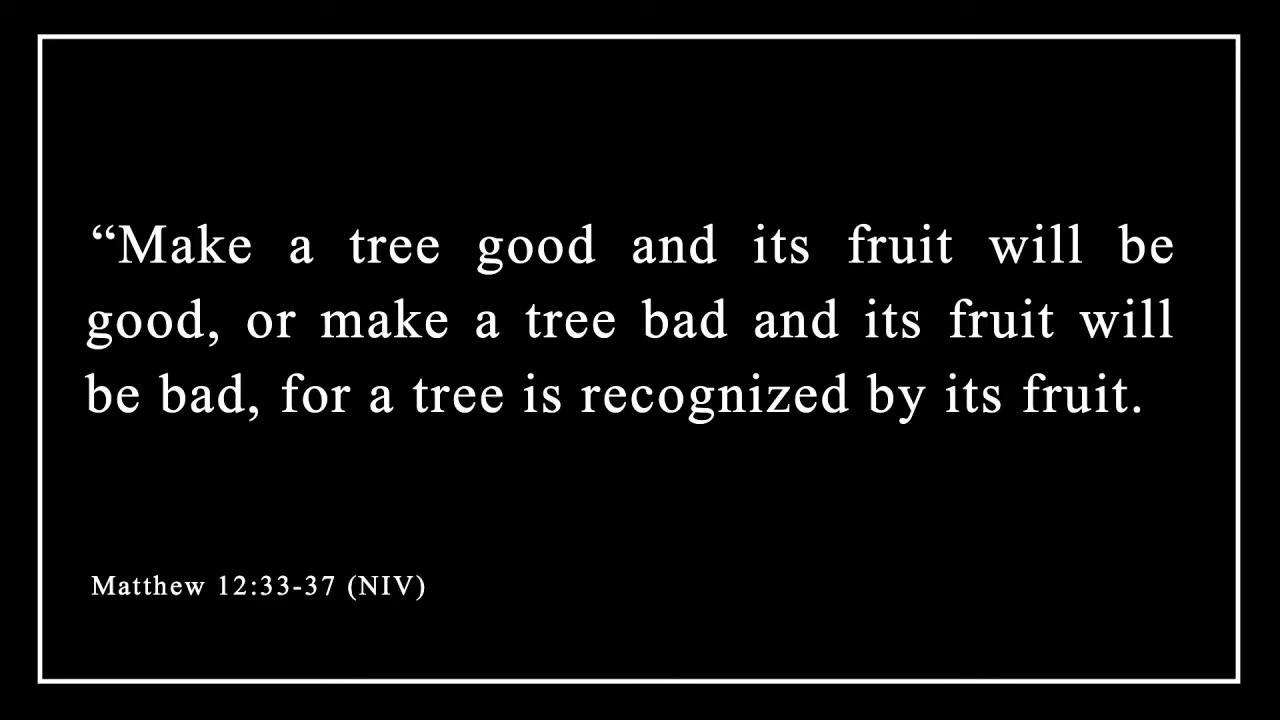 “Make a tree good and its fruit will be
good, or make a tree bad and its fruit will
be bad, for a tree is recognized by its fruit.
Matthew 12:33-37 (NIV)